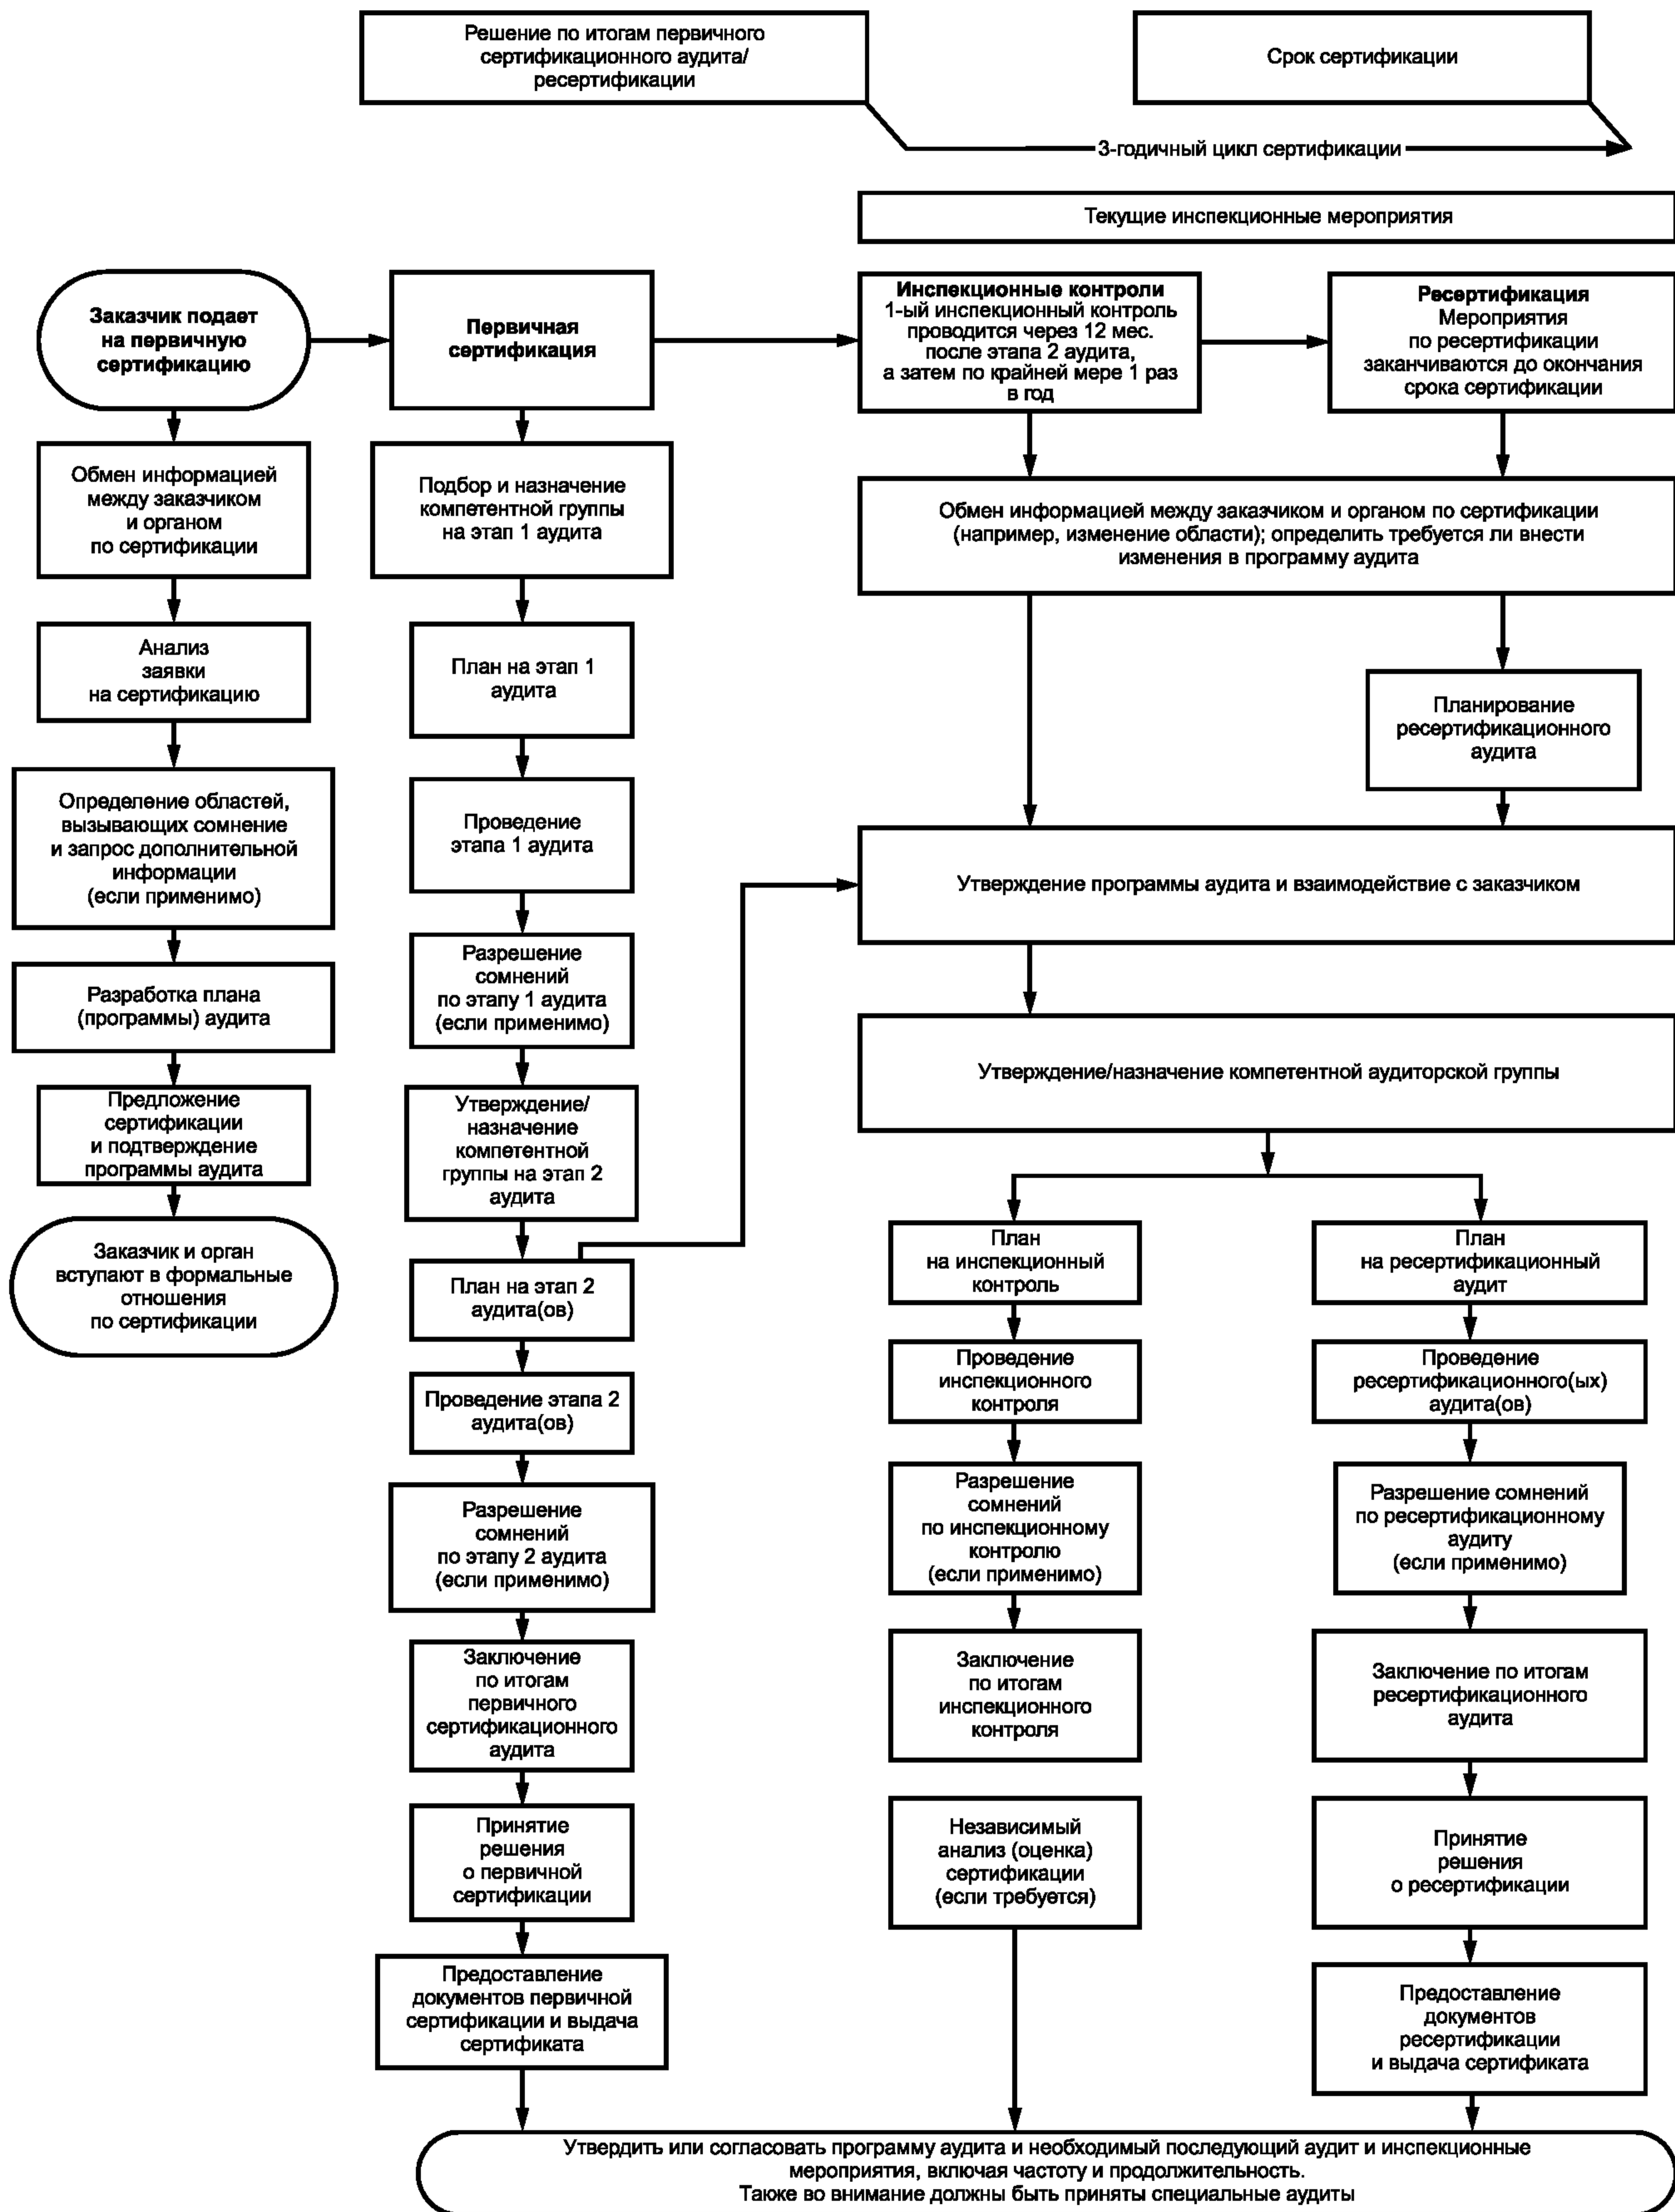 Решение по итогам первичного
сертификационного аудита/
ресертификации
Срок сертификации
3-годичный цикл сертификации
Текущие инспекционные мероприятия
Заказчик подает
на первичную
сертификацию
Обмен информацией
между заказчиком
и органом
по сертификации
Анализ
заявки
на сертификацию
Определение областей,
вызывающих сомнение
и запрос дополнительной
информации
(если применимо)
Разработка плана
(программы) аудита
Предложение
сертификации
и подтверждение
программы аудита
Заказчик и орган
вступают в формальные
отношения
по сертификации
Первичная
сертификация
Подбор и назначение
компетентной группы
на этап 1 аудита
План на этап 1
аудита
Проведение
этапа 1 аудита
Разрешение
сомнений
по этапу 1 аудита
(если применимо)
Утверждение/
назначение
компетентной
группы на этап 2
аудита
План на этап 2
аудита(ов)
Проведение этапа 2
аудита(ов)
Разрешение
сомнений
по этапу 2 аудита
(если применимо)
Заключение
по итогам
первичного
сертификационного
аудита
Принятие
решения
о первичной
сертификации
Предоставление
документов первичной
сертификации и выдача
сертификата
Инспекционные контроли
1-ый инспекционный контроль
проводится через 12 мес.
после этапа 2 аудита,
а затем по крайней мере 1 раз
в год
Ресертификация
Мероприятия
по ресертификации
заканчиваются до окончания
срока сертификации
Обмен информацией между заказчиком и органом по сертификации
(например, изменение области); определить требуется ли внести
изменения в программу аудита
Планирование
ресертификационного
аудита
Утверждение программы аудита и взаимодействие с заказчиком
Утверждение/назначение компетентной аудиторской группы
План
на инспекционный
контроль
Проведение
инспекционного
контроля
Разрешение
сомнений
по инспекционному
контролю
(если применимо)
Заключение
по итогам
инспекционного
контроля
Независимый
анализ (оценка)
сертификации
(если требуется)
План
на ресертификационный
аудит
Проведение
ресертификационного(ых)
аудита(ов)
Разрешение сомнений
по ресертификационному
аудиту
(если применимо)
Заключение по итогам
ресертификационного
аудита
Принятие
решения
о ресертификации
Предоставление
документов
ресертификации
и выдача сертификата
Утвердить или согласовать программу аудита и необходимый последующий аудит и инспекционные
мероприятия, включая частоту и продолжительность.
Также во внимание должны быть приняты специальные аудиты